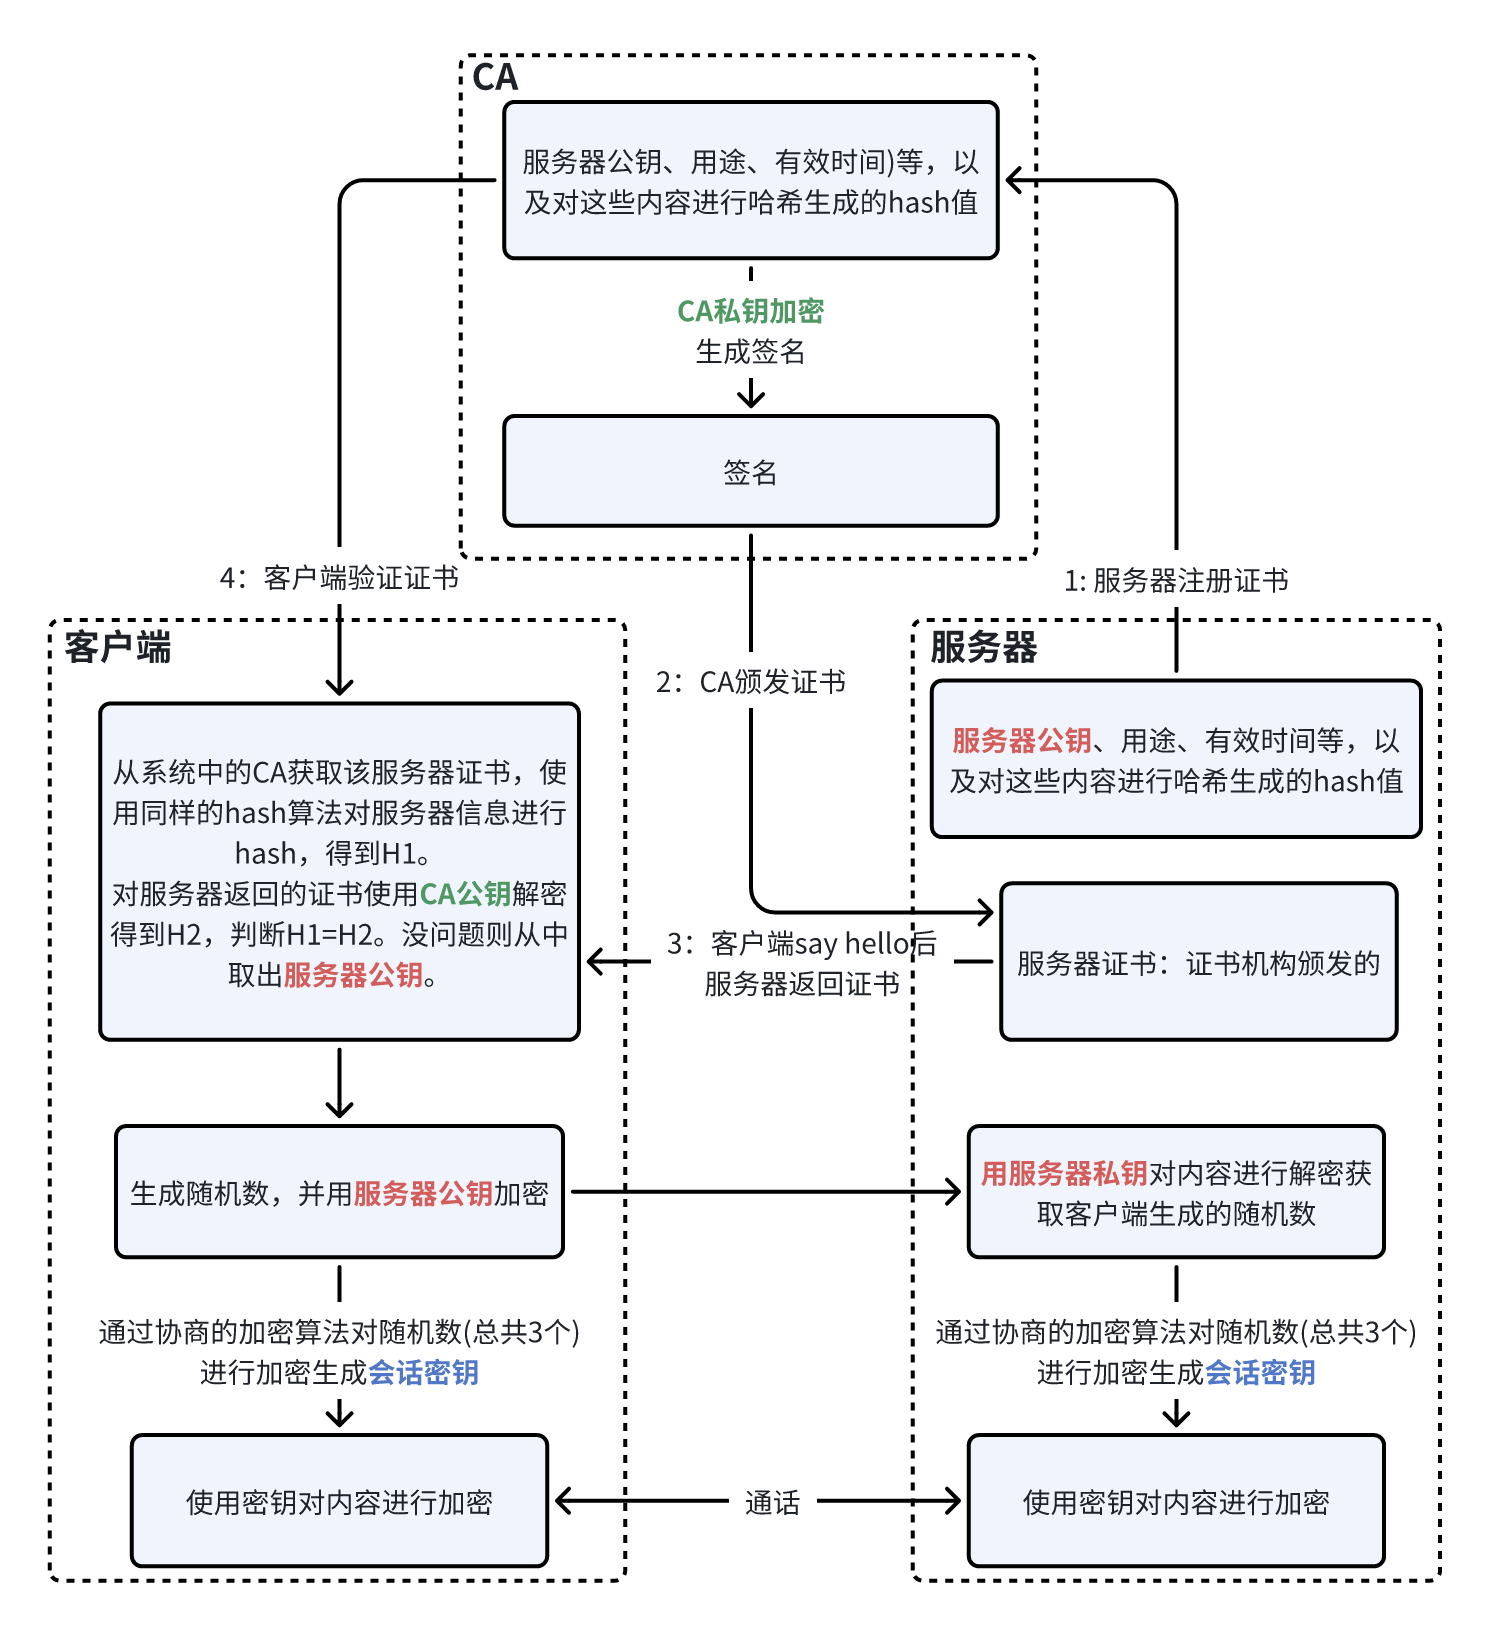 CA
服务器公钥、用途、有效时间)等，以
及对这些内容进行哈希生成的hash值
CA私钥加密
生成签名
签名
4：客户端验证证书
1: 服务器注册证书
2：CA颁发证书
客户端
从系统中的CA获取该服务器证书，使
用同样的hash算法对服务器信息进行
hash，得到H1。
对服务器返回的证书使用CA公钥解密
得到H2，判断H1=H2。没问题则从中
取出服务器公钥。
服务器
服务器公钥、用途、有效时间等，以
及对这些内容进行哈希生成的hash值
3：客户端say hello后
服务器返回证书
服务器证书：证书机构颁发的
生成随机数，并用服务器公钥加密
用服务器私钥对内容进行解密获
取客户端生成的随机数
通过协商的加密算法对随机数(总共3个)
进行加密生成会话密钥
通过协商的加密算法对随机数(总共3个)
进行加密生成会话密钥
使用密钥对内容进行加密
通话
使用密钥对内容进行加密